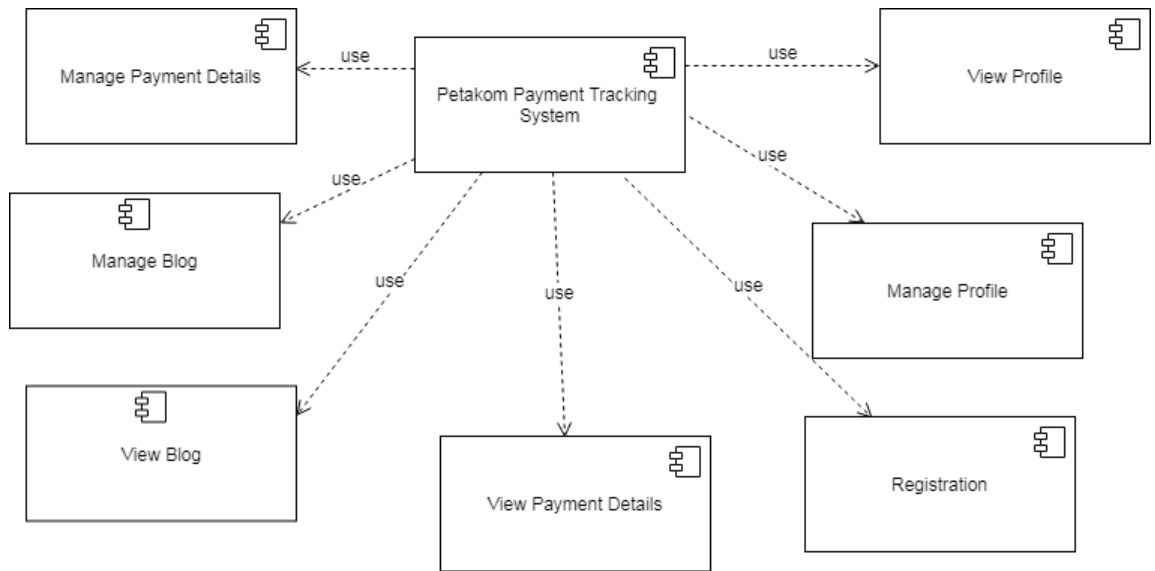 Manage Payment Details
use
Petakom Payment Tracking
System
use
View Profile
use
use
Manage Blog
use
use
use
Manage Profile
View Blog
View Payment Details
Registration